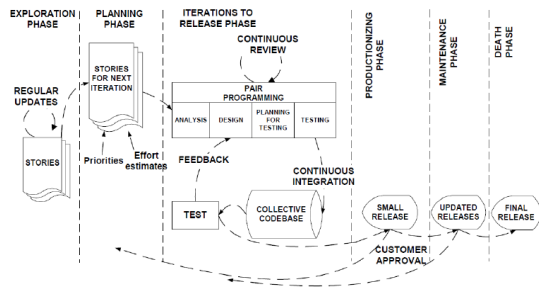 EXPLORATION
PHASE
PLANNING
PHASE
ITERATIONS TO
RELEASE PHASE
PRODUCTIONIZING
PHASE
MAINTENANCE
PHASE
DEATH
PHASE
REGULAR
UPDATES
STORIES
STORIES
FOR NEXT
ITERATION
Priorities
Effort
estimates
CONTINUOUS
REVIEW
PAIR
PROGRAMMING
ANALYSIS
DESIGN
PLANNING
FOR
TESTING
TESTING
FEEDBACK
CONTINUOUS
INTEGRATION
TEST
COLLECTIVE
CODEBASE
SMALL
RELEASE
UPDATED
RELEASES
FINAL
RELEASE
CUSTOMER
APPROVAL